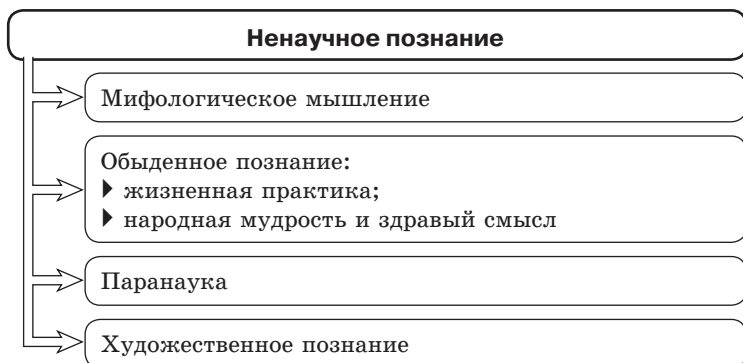 Ненаучное познание
Мифологическое мышление
Обыденное познание:
жизненная практика;
народная мудрость и здравый смысл
Паранаука
Художественное познание